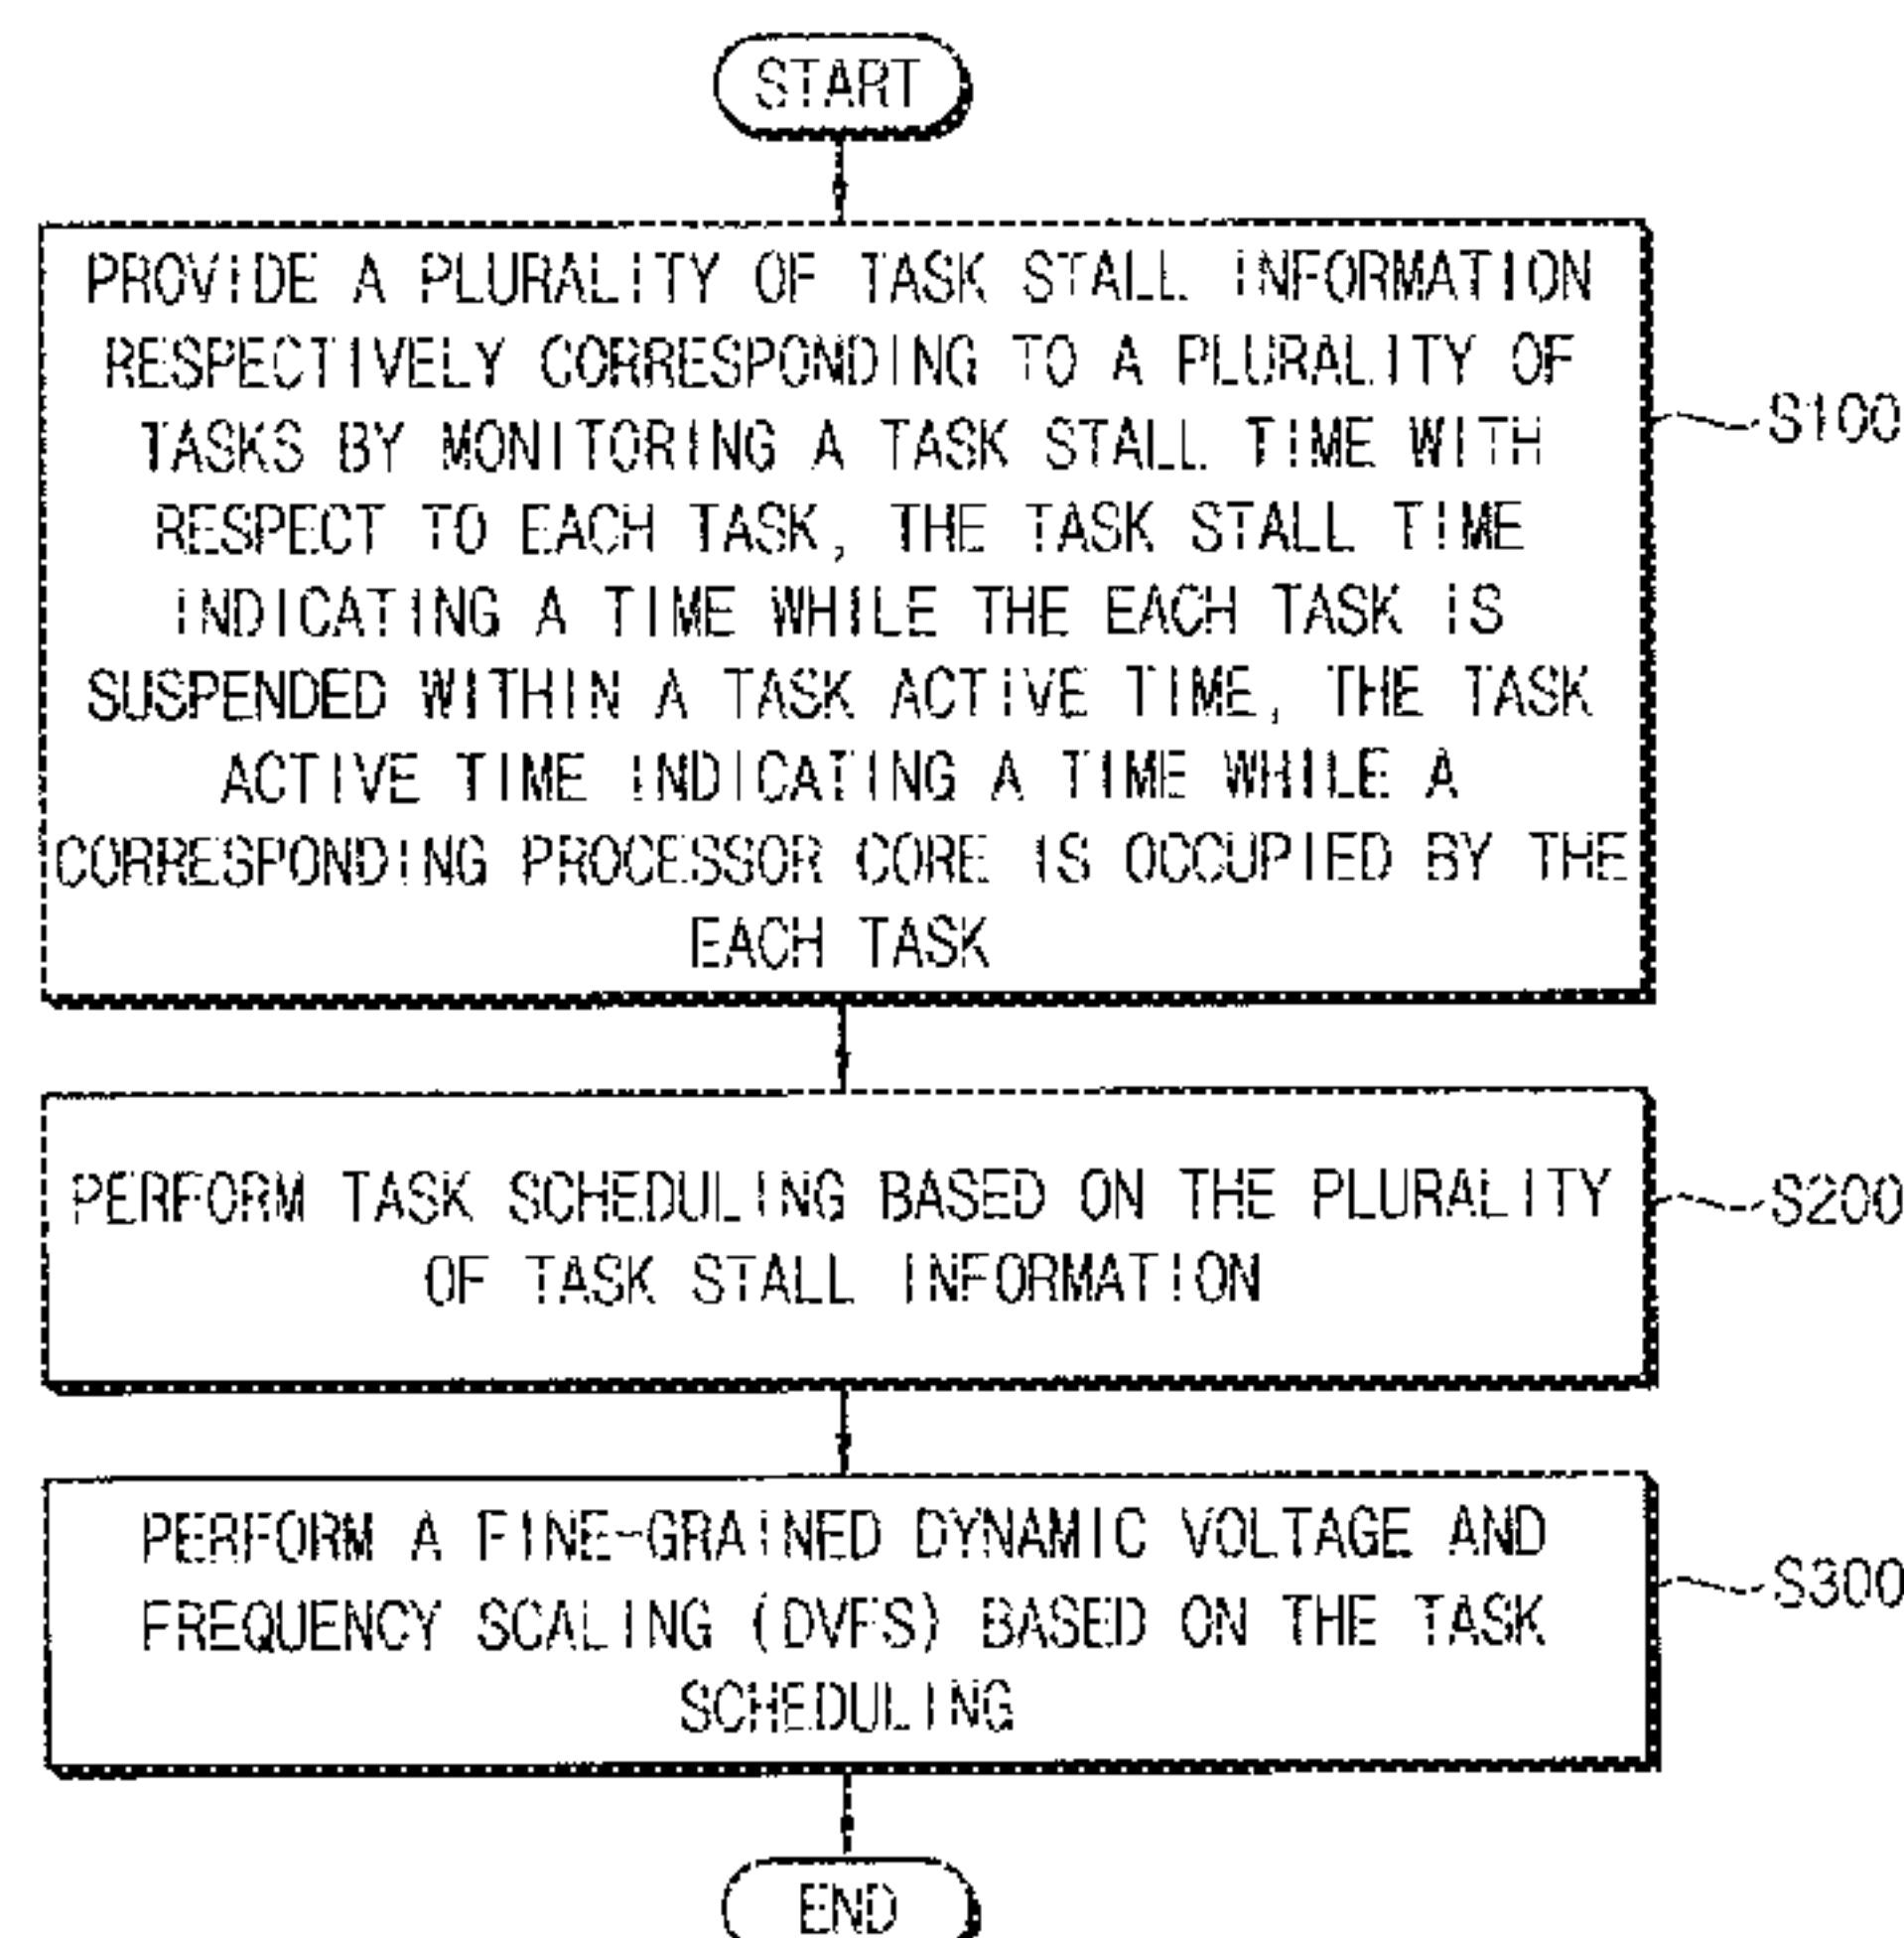 START
PROVIDE A PLURALITY OF TASK STALL INFORMATION
RESPECTIVELY CORRESPONDING TO A PLURALITY OF
TASKS BY MONITORING A TASK STALL TIME WITH
RESPECT TO EACH TASK, THE TASK STALL TIME
INDICATING A TIME WHILE THE EACH TASK IS
SUSPENDED WITHIN A TASK ACTIVE TIME, THE TASK
ACTIVE TIME INDICATING A TIME WHILE A
CORRESPONDING PROCESSOR CORE IS OCCUPIED BY THE
EACH TASK
S100
PERFORM TASK SCHEDULING BASED ON THE PLURALITY
OF TASK STALL INFORMATION
S200
PERFORM A FINE-GRAINED DYNAMIC VOLTAGE AND
FREQUENCY SCALING (DVFS) BASED ON THE TASK
SCHEDULING
S300
END